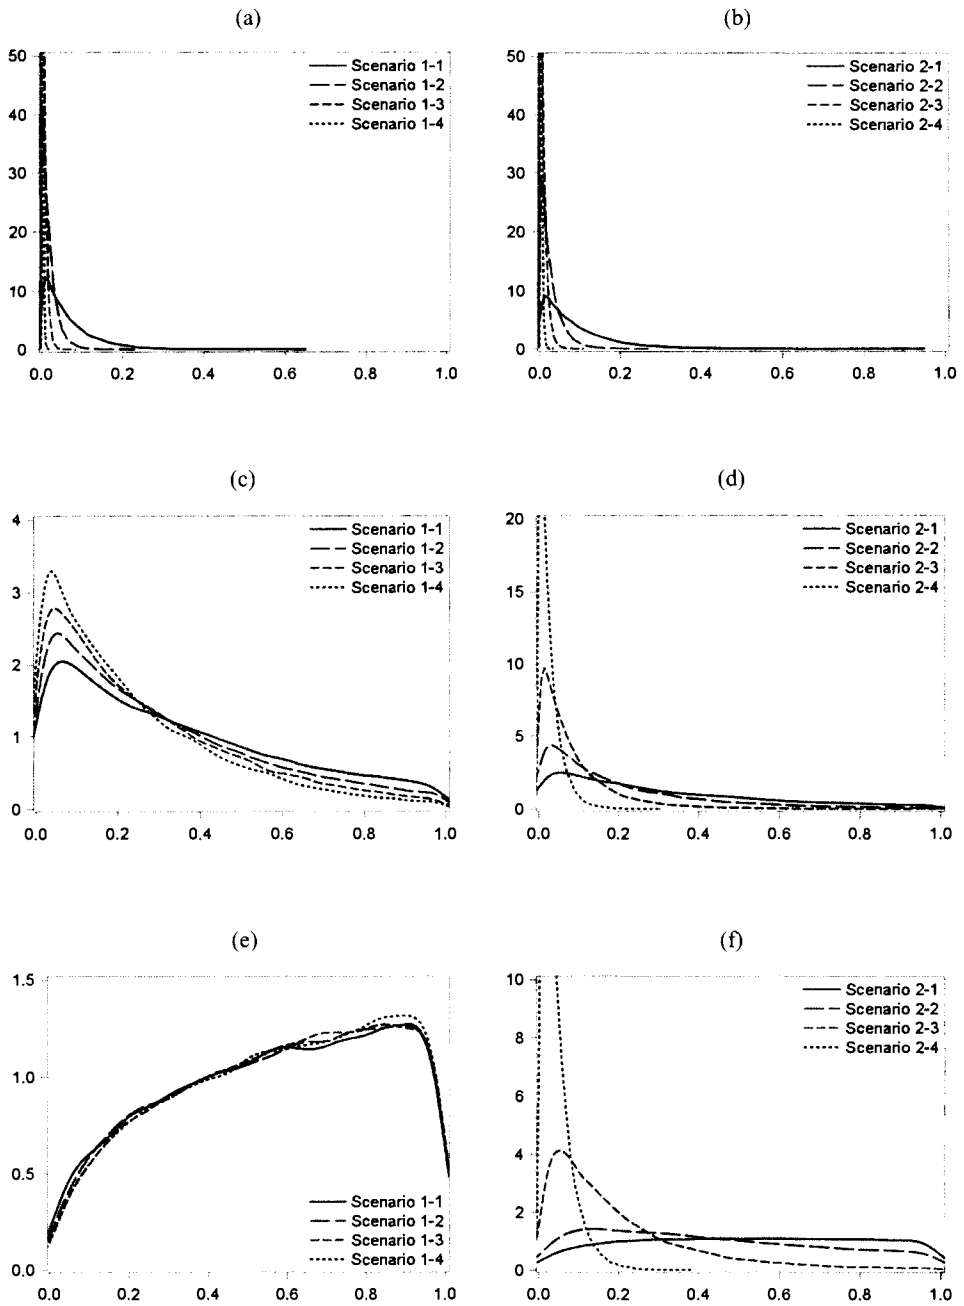 (a)
50
40
30
20
10
0
0.0 0.2 0.4 0.6 0.8 1.0
Scenario 1-1
Scenario 1-2
Scenario 1-3
Scenario 1-4
(b)
50
40
30
20
10
0
0.0 0.2 0.4 0.6 0.8 1.0
Scenario 2-1
Scenario 2-2
Scenario 2-3
Scenario 2-4
(c)
4
3
2
1
0
0.0 0.2 0.4 0.6 0.8 1.0
Scenario 1-1
Scenario 1-2
Scenario 1-3
Scenario 1-4
(d)
20
15
10
5
0
0.0 0.2 0.4 0.6 0.8 1.0
Scenario 2-1
Scenario 2-2
Scenario 2-3
Scenario 2-4
(e)
1.5
1.0
0.5
0.0
0.0 0.2 0.4 0.6 0.8 1.0
Scenario 1-1
Scenario 1-2
Scenario 1-3
Scenario 1-4
(f)
10
8
6
4
2
0
0.0 0.2 0.4 0.6 0.8 1.0
Scenario 2-1
Scenario 2-2
Scenario 2-3
Scenario 2-4